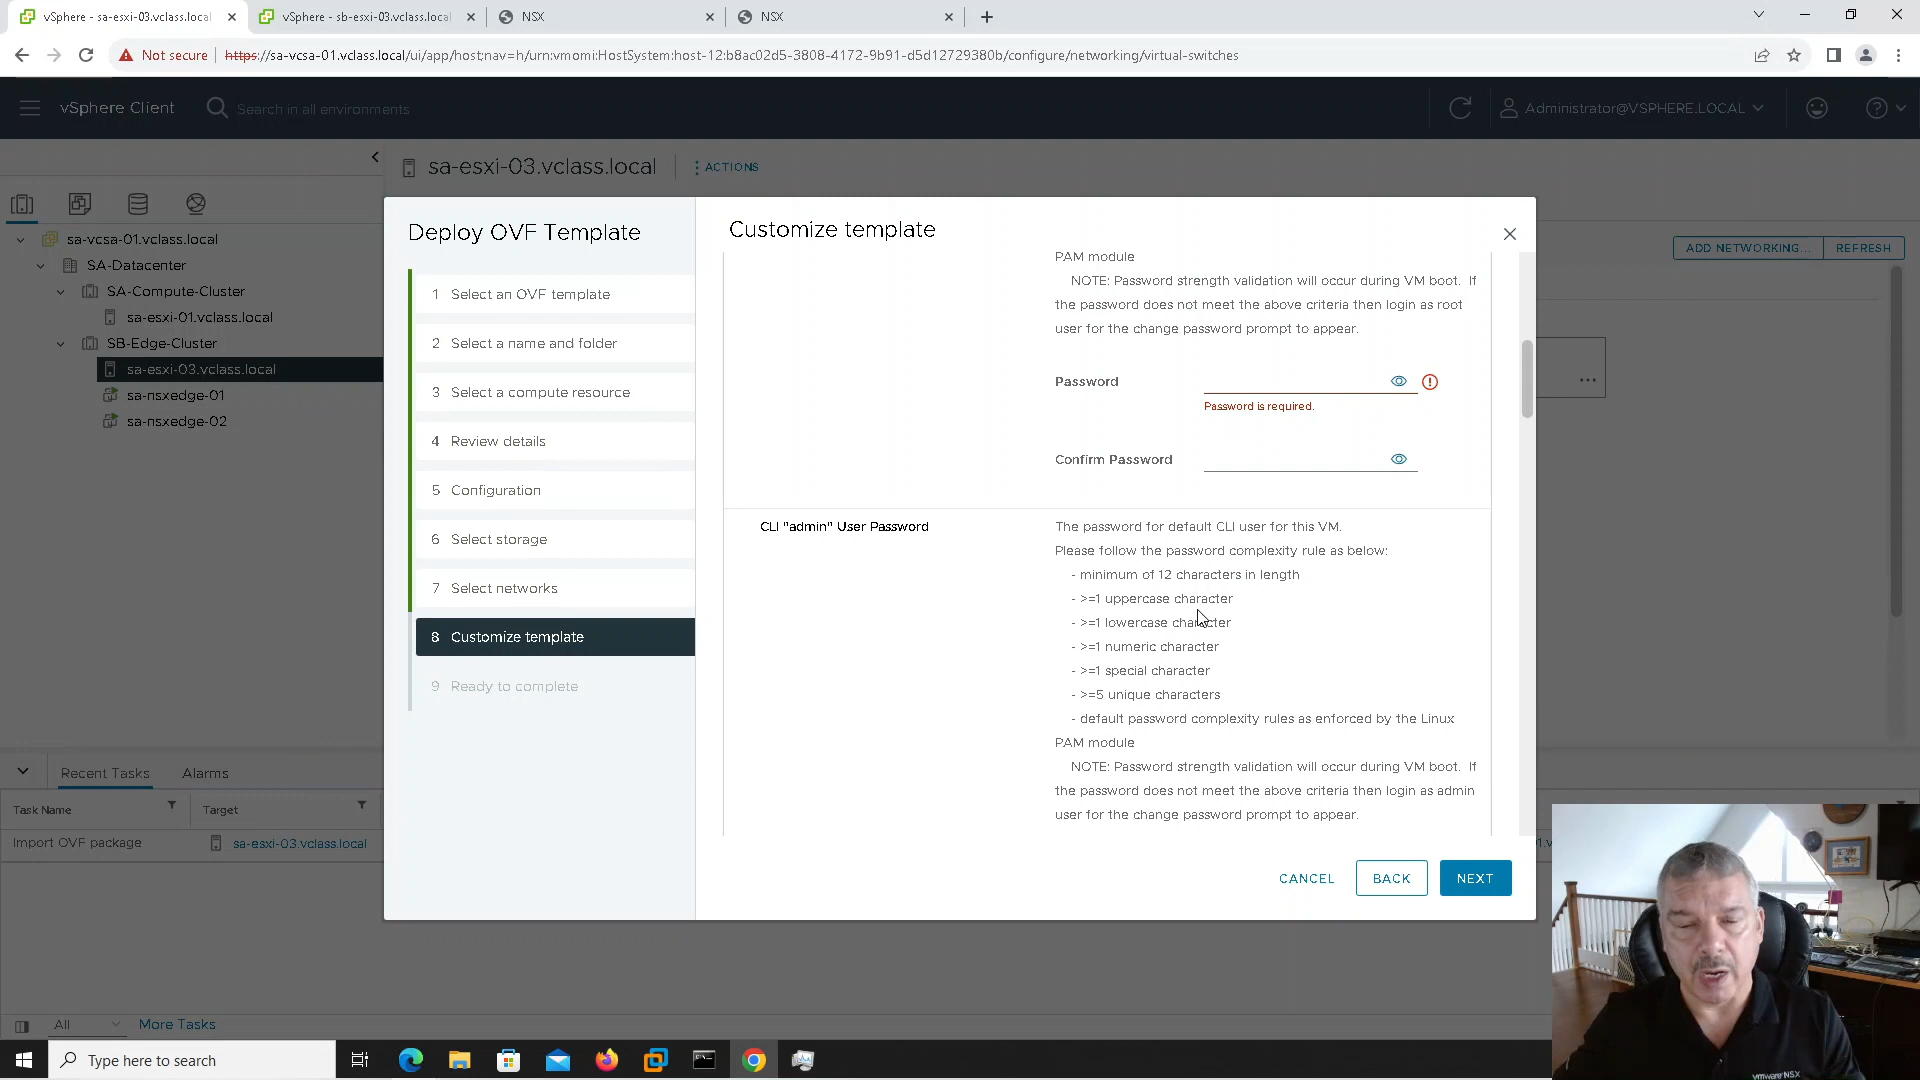 vSphere - sa-esxi-03.vclass.local
vSphere - sb-esxi-03.vclass.local
NSX
NSX
Not secure
https://sa-vcsa-01.vclass.local/ui/app/host;nav=h/urn:vmomi:HostSystem:host-12:b8ac02d5-3808-4172-9b91-d5d12729380b/configure/networking/virtual-switches
vSphere Client
Search in all environments
Administrator@VSPHERE.LOCAL
sa-esxi-03.vclass.local
ACTIONS
sa-vcsa-01.vclass.local
SA-Datacenter
SA-Compute-Cluster
sa-esxi-01.vclass.local
SB-Edge-Cluster
sa-esxi-03.vclass.local
sa-nsxedge-01
sa-nsxedge-02
ADD NETWORKING...
REFRESH
Deploy OVF Template
1 Select an OVF template
2 Select a name and folder
3 Select a compute resource
4 Review details
5 Configuration
6 Select storage
7 Select networks
8 Customize template
9 Ready to complete
Customize template
PAM module
NOTE: Password strength validation will occur during VM boot. If
the password does not meet the above criteria then login as root
user for the change password prompt to appear.
Password
Password is required.
Confirm Password
CLI "admin" User Password
The password for default CLI user for this VM.
Please follow the password complexity rule as below:
- minimum of 12 characters in length
- >=1 uppercase character
- >=1 lowercase character
- >=1 numeric character
- >=1 special character
- >=5 unique characters
- default password complexity rules as enforced by the Linux
PAM module
NOTE: Password strength validation will occur during VM boot. If
the password does not meet the above criteria then login as admin
user for the change password prompt to appear.
CANCEL
BACK
NEXT
Recent Tasks
Alarms
Task Name
Target
Import OVF package
sa-esxi-03.vclass.local
All
More Tasks
Type here to search
vmware NSX